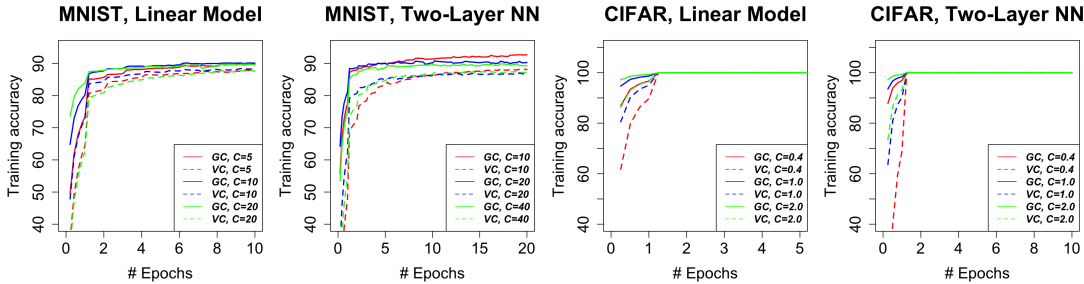 MNIST, Linear Model
Training accuracy
90
80
70
60
50
40
GC, C=5
VC, C=5
GC, C=10
VC, C=10
GC, C=20
VC, C=20
0 2 4 6 8 10
# Epochs
MNIST, Two-Layer NN
Training accuracy
90
80
70
60
50
40
GC, C=10
VC, C=10
GC, C=20
VC, C=20
GC, C=40
VC, C=40
0 5 10 15 20
# Epochs
CIFAR, Linear Model
Training accuracy
100
80
60
40
GC, C=0.4
VC, C=0.4
GC, C=1.0
VC, C=1.0
GC, C=2.0
VC, C=2.0
0 1 2 3 4 5
# Epochs
CIFAR, Two-Layer NN
Training accuracy
100
80
60
40
GC, C=0.4
VC, C=0.4
GC, C=1.0
VC, C=1.0
GC, C=2.0
VC, C=2.0
0 2 4 6 8 10
# Epochs